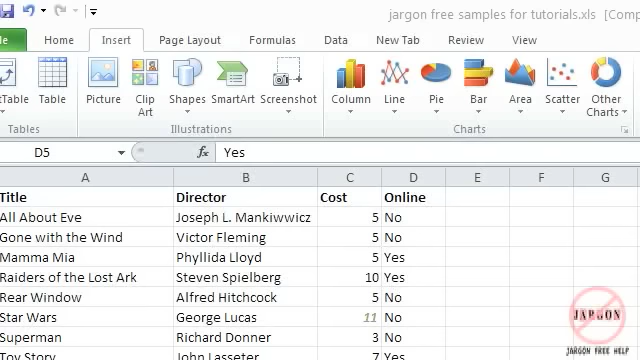 jargon free samples for tutorials.xls [Comp
le Home Insert Page Layout Formulas Data New Tab Review View
tTable Table Picture Clip Art Shapes SmartArt Screenshot Column Line Pie Bar Area Scatter Other Charts
Tables Illustrations Charts
D5 fx Yes
A B C D E F G
Title Director Cost Online
All About Eve Joseph L. Mankiwwicz 5 No
Gone with the Wind Victor Fleming 5 No
Mamma Mia Phyllida Lloyd 5 Yes
Raiders of the Lost Ark Steven Spielberg 10 Yes
Rear Window Alfred Hitchcock 5 No
Star Wars George Lucas 11 No
Superman Richard Donner 3 No
Toy Story John Lasseter 7 Yes
JARGON
JARGON FREE HELP